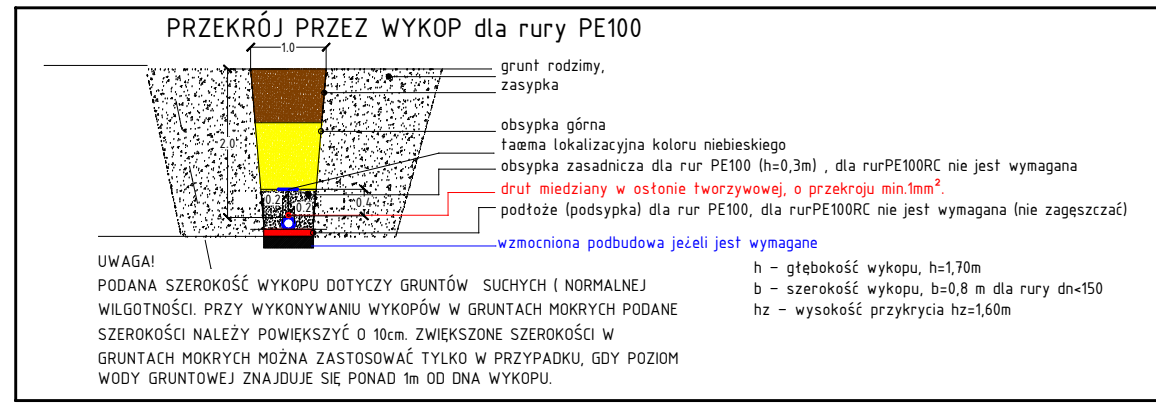 PRZEKRÓJ PRZEZ WYKOP dla rury PE100
1.0
grunt rodzimy,
zasypka
obsypka górna
taœma lokalizacyjna koloru niebieskiego
obsypka zasadnicza dla rur PE100 (h=0,3m) , dla rurPE100RC nie jest wymagana
drut miedziany w osłonie tworzywowej, o przekroju min.1mm².
podłoże (podsypka) dla rur PE100, dla rurPE100RC nie jest wymagana (nie zagęszczać)
wzmocniona podbudowa jeżeli jest wymagane
2.0
0.2
0.2
0.4
UWAGA!
PODANA SZEROKOŚĆ WYKOPU DOTYCZY GRUNTÓW SUCHYCH ( NORMALNEJ
WILGOTNOŚCI. PRZY WYKONYWANIU WYKOPÓW W GRUNTACH MOKRYCH PODANE
SZEROKOŚCI NALEŻY POWIĘKSZYĆ O 10cm. ZWIĘKSZONE SZEROKOŚCI W
GRUNTACH MOKRYCH MOŻNA ZASTOSOWAĆ TYLKO W PRZYPADKU, GDY POZIOM
WODY GRUNTOWEJ ZNAJDUJE SIĘ PONAD 1m OD DNA WYKOPU.
h - głębokość wykopu, h=1,70m
b - szerokość wykopu, b=0,8 m dla rury dn<150
hz - wysokość przykrycia hz=1,60m